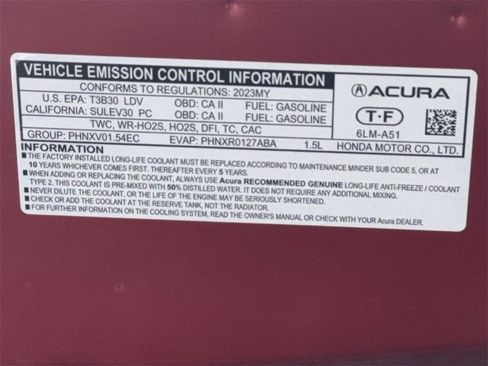 VEHICLE EMISSION CONTROL INFORMATION
CONFORMS TO REGULATIONS: 2023MY
U.S. EPA: T3B30 LDV OBD: CA II FUEL: GASOLINE
CALIFORNIA: SULEV30 PC OBD: CA II FUEL: GASOLINE
TWC, WR-HO2S, HO2S, DFI, TC, CAC
GROUP: PHNXV01.54EC EVAP: PHNXR0127ABA 1.5L
ACURA
T-F
6LM-A51
HONDA MOTOR CO., LTD.
INFORMATION
■ THE FACTORY INSTALLED LONG-LIFE COOLANT MUST BE REPLACED ACCORDING TO MAINTENANCE MINDER SUB CODE 5, OR AT
10 YEARS WHICHEVER COMES FIRST. THEREAFTER EVERY 5 YEARS.
■ WHEN ADDING OR REPLACING THE COOLANT, ALWAYS USE Acura RECOMMENDED GENUINE LONG-LIFE ANTI-FREEZE / COOLANT
TYPE 2. THIS COOLANT IS PRE-MIXED WITH 50% DISTILLED WATER. IT DOES NOT REQUIRE ANY ADDITIONAL MIXING.
■ NEVER DILUTE COOLANT, OR THE LIFE OF THE ENGINE MAY BE SERIOUSLY SHORTENED.
■ CHECK OR ADD THE COOLANT AT THE RESERVE TANK, NOT THE RADIATOR.
■ FOR FURTHER INFORMATION ON THE COOLING SYSTEM, READ THE OWNER'S MANUAL OR CHECK WITH YOUR Acura DEALER.